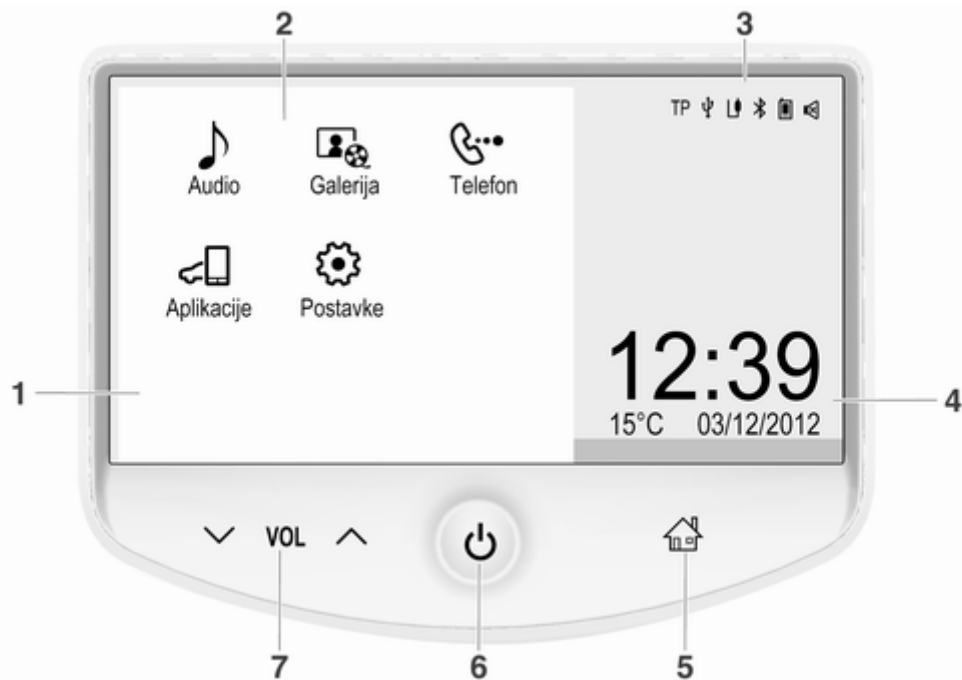 2 3
TP
Audio Galerija Telefon
Aplikacije Postavke
12:39
1 4
15°C 03/12/2012
VOL
7 6 5